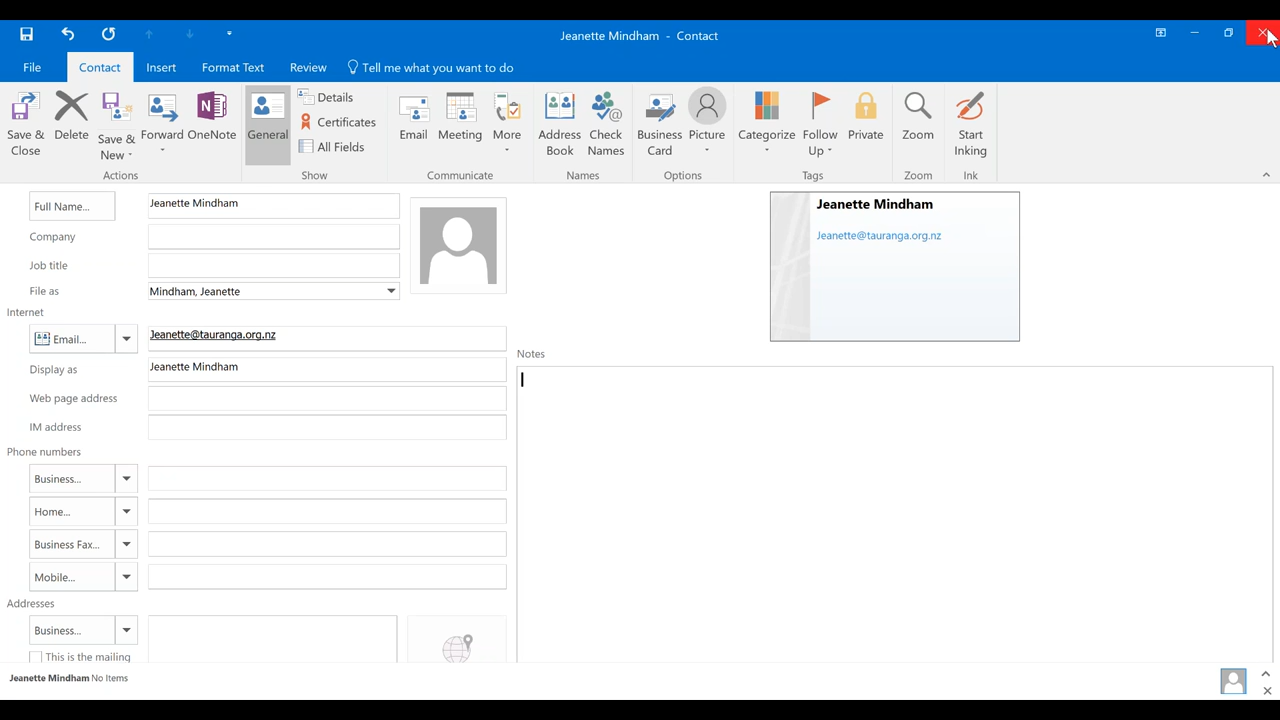 Jeanette Mindham - Contact
File Contact Insert Format Text Review Tell me what you want to do
Save & Close Delete Save & New Forward OneNote General Details Certificates All Fields Email Meeting More Address Book Check Names Business Card Picture Categorize Follow Up Private Zoom Start Inking
Actions Show Communicate Names Options Tags Zoom Ink
Full Name... Jeanette Mindham
Company
Job title
File as Mindham, Jeanette
Internet
Email... Jeanette@tauranga.org.nz
Display as Jeanette Mindham
Web page address
IM address
Phone numbers
Business...
Home...
Business Fax...
Mobile...
Addresses
Business...
This is the mailing
Jeanette Mindham
Jeanette@tauranga.org.nz
Notes
Jeanette Mindham No Items